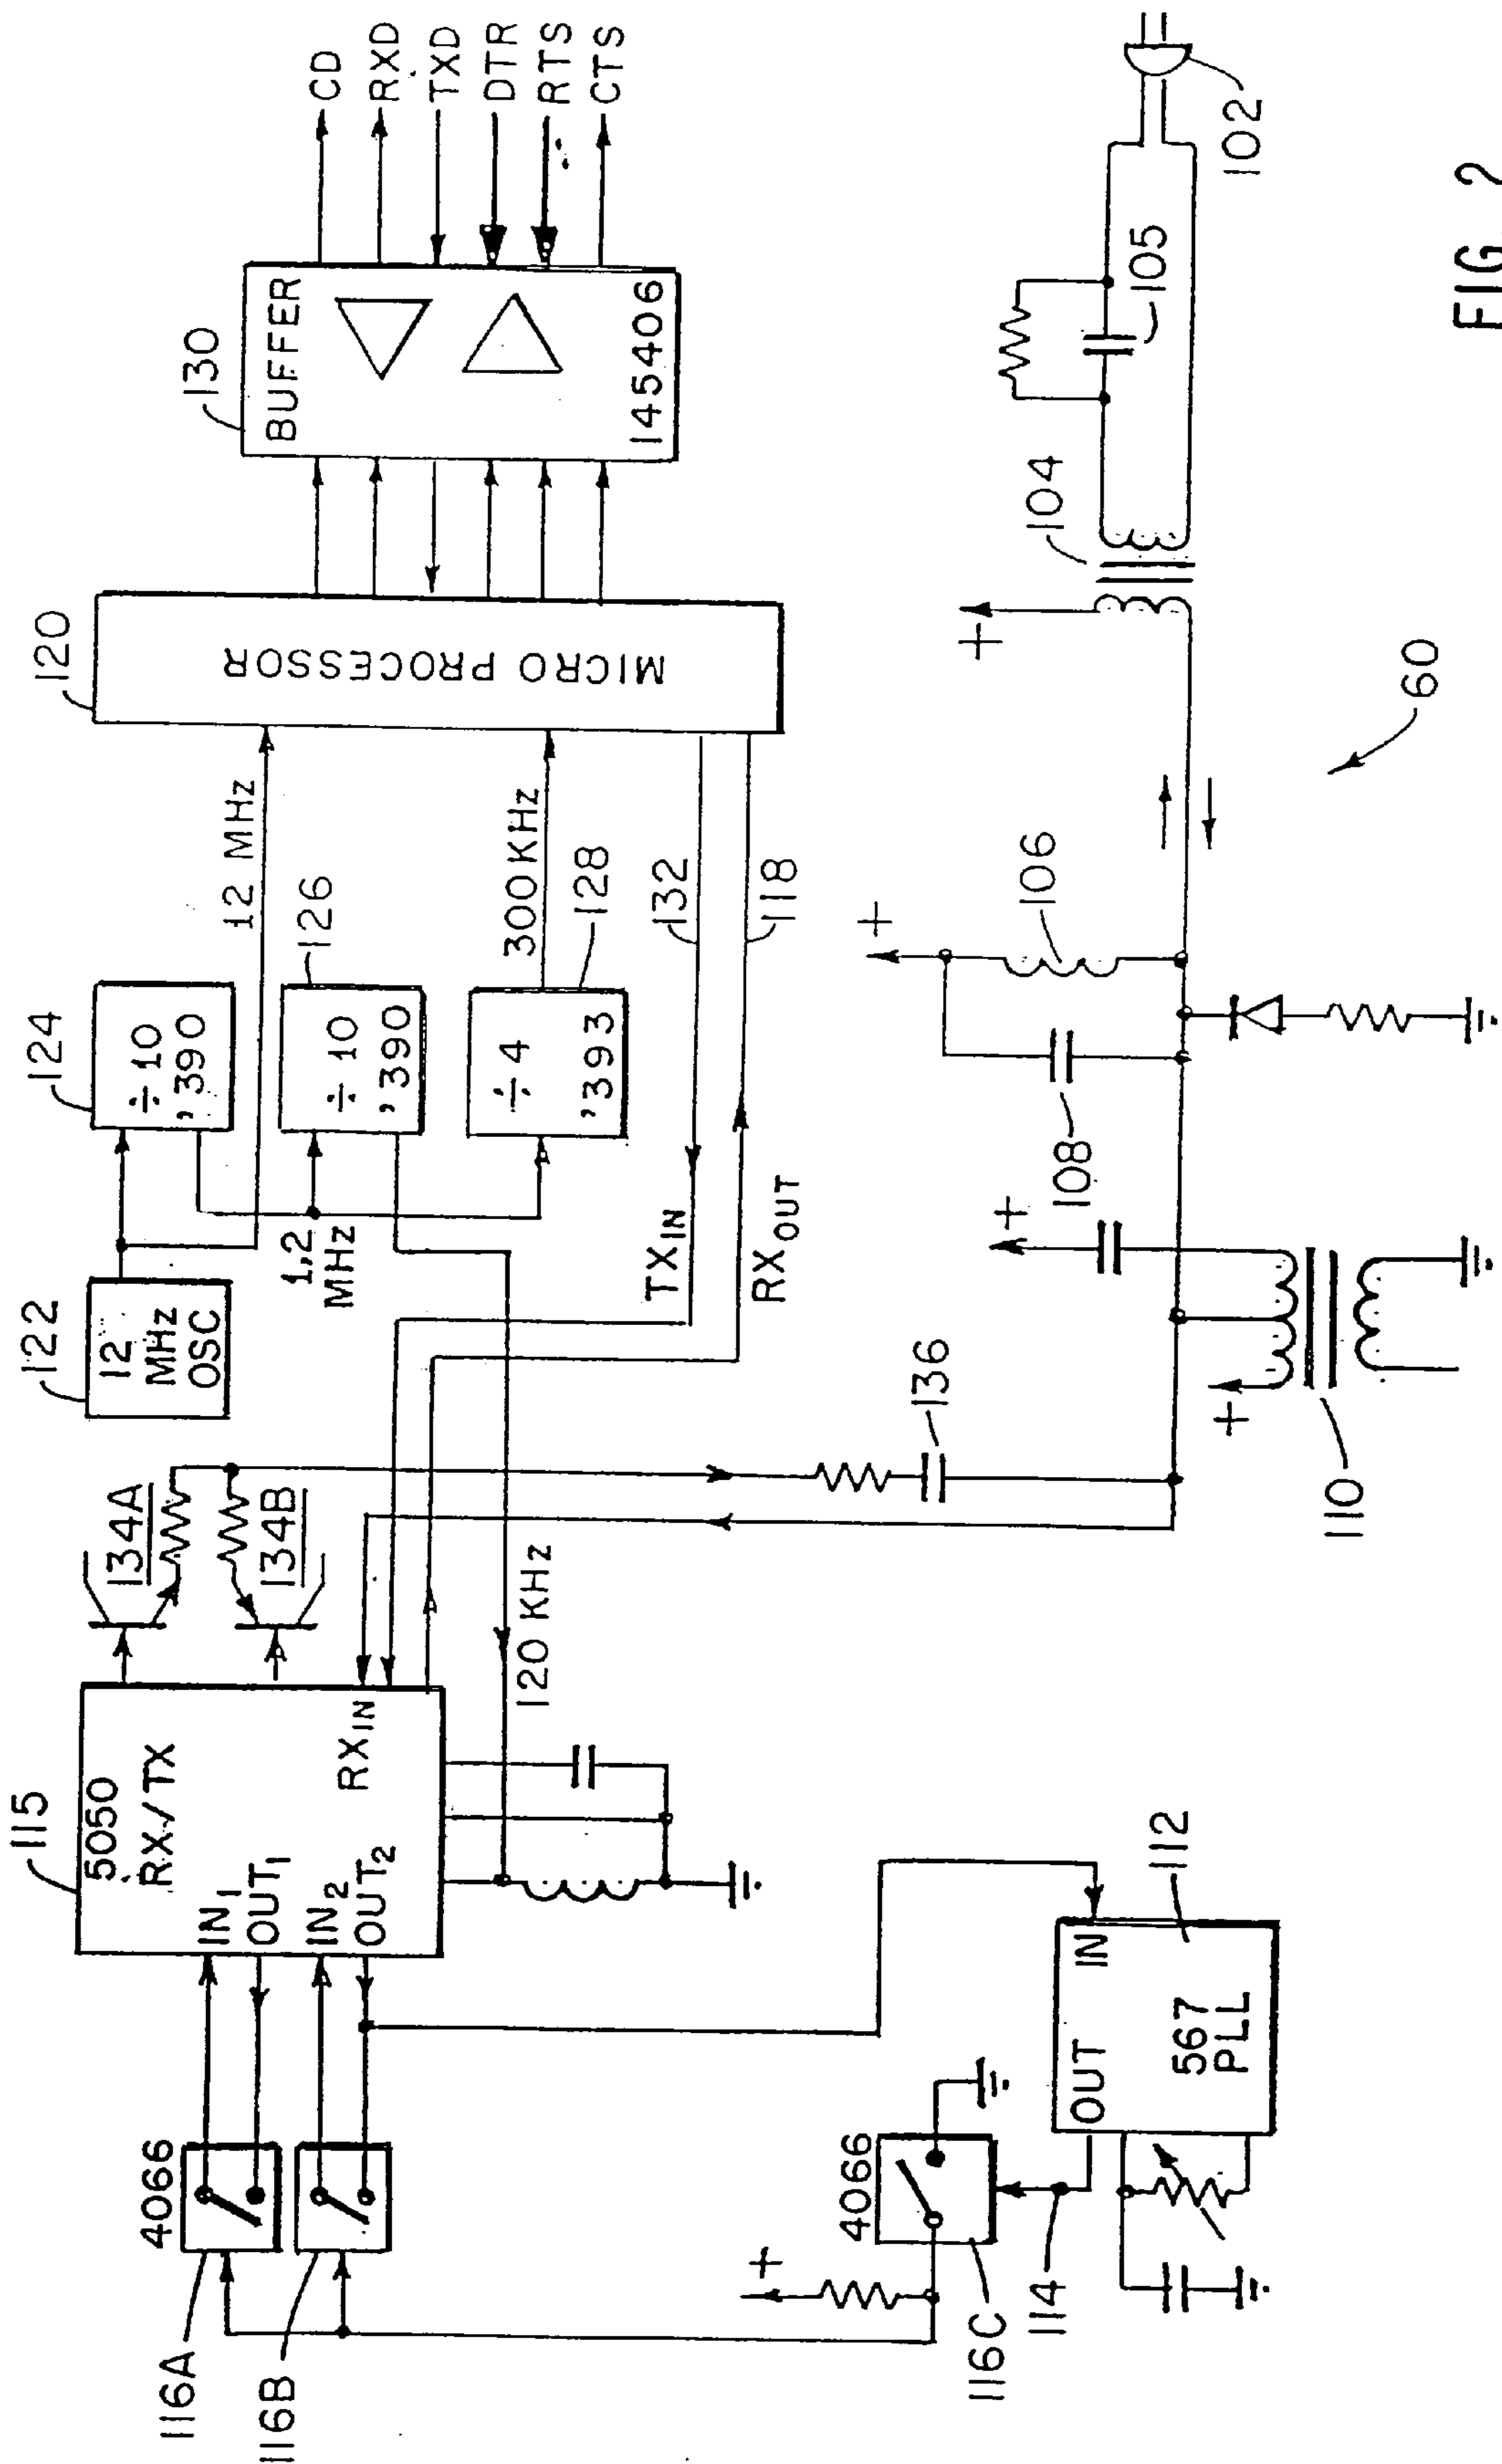 115
5050
RX/TX
IN1
OUT1
IN2
OUT2
RXIN
134A
134B
4066
116A
116B
122
12
MHz
OSC
124
÷10
'390
12 MHz
126
÷10
'390
1,2
MHz
÷4
'393
128
300 KHz
120
MICRO PROCESSOR
130
BUFFER
145406
CD
RXD
TXD
DTR
RTS
CTS
120 KHz
TXIN
RXOUT
132
118
136
4066
116C
114
+
OUT
IN
567
PLL
112
110
+
+
108
106
+
60
+
104
105
102
FIG. 2